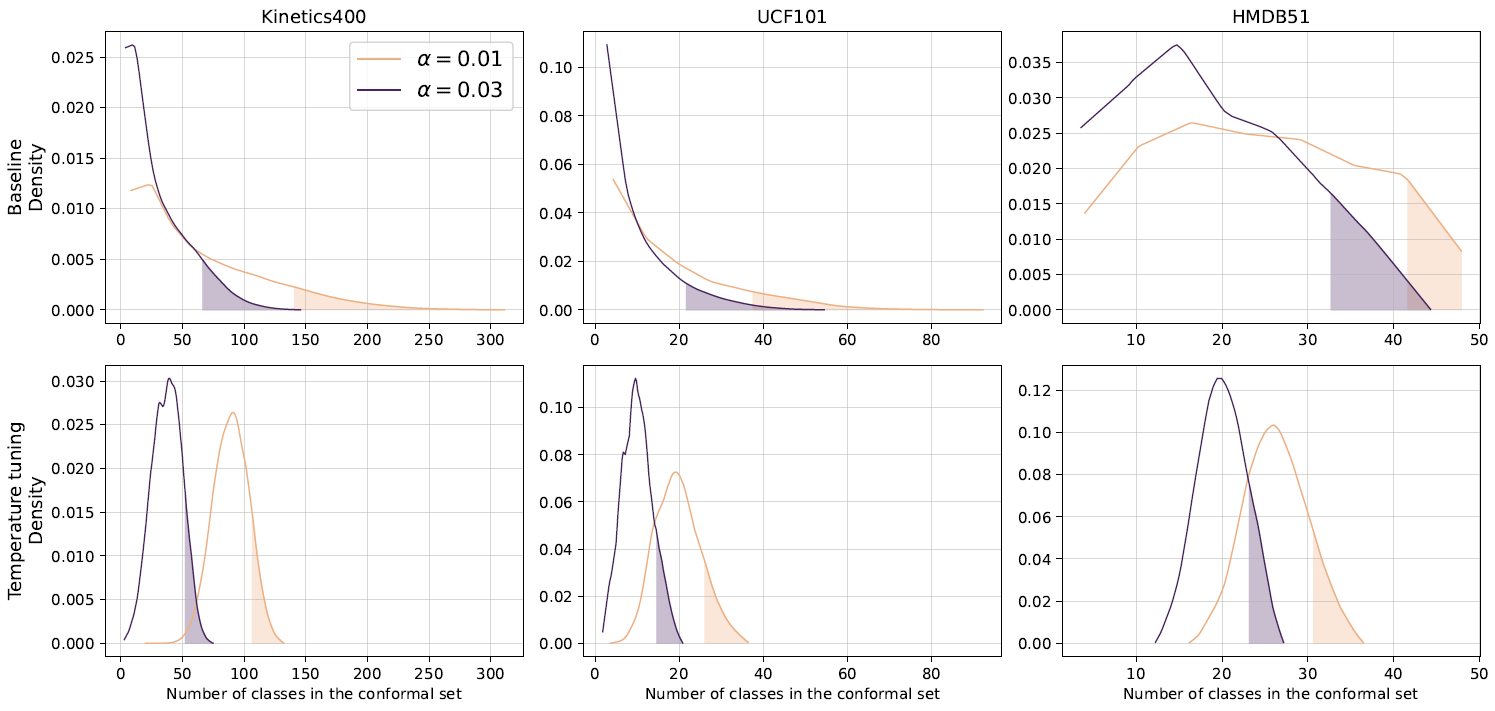 Kinetics400
UCF101
HMDB51
α = 0.01
α = 0.03
Baseline
Density
0.025
0.020
0.015
0.010
0.005
0.000
0 50 100 150 200 250 300
0.10
0.08
0.06
0.04
0.02
0.00
0 20 40 60 80
0.035
0.030
0.025
0.020
0.015
0.010
0.005
0.000
10 20 30 40 50
Temperature tuning
Density
0.030
0.025
0.020
0.015
0.010
0.005
0.000
0 50 100 150 200 250 300
Number of classes in the conformal set
0.10
0.08
0.06
0.04
0.02
0.00
0 20 40 60 80
Number of classes in the conformal set
0.12
0.10
0.08
0.06
0.04
0.02
0.00
10 20 30 40 50
Number of classes in the conformal set